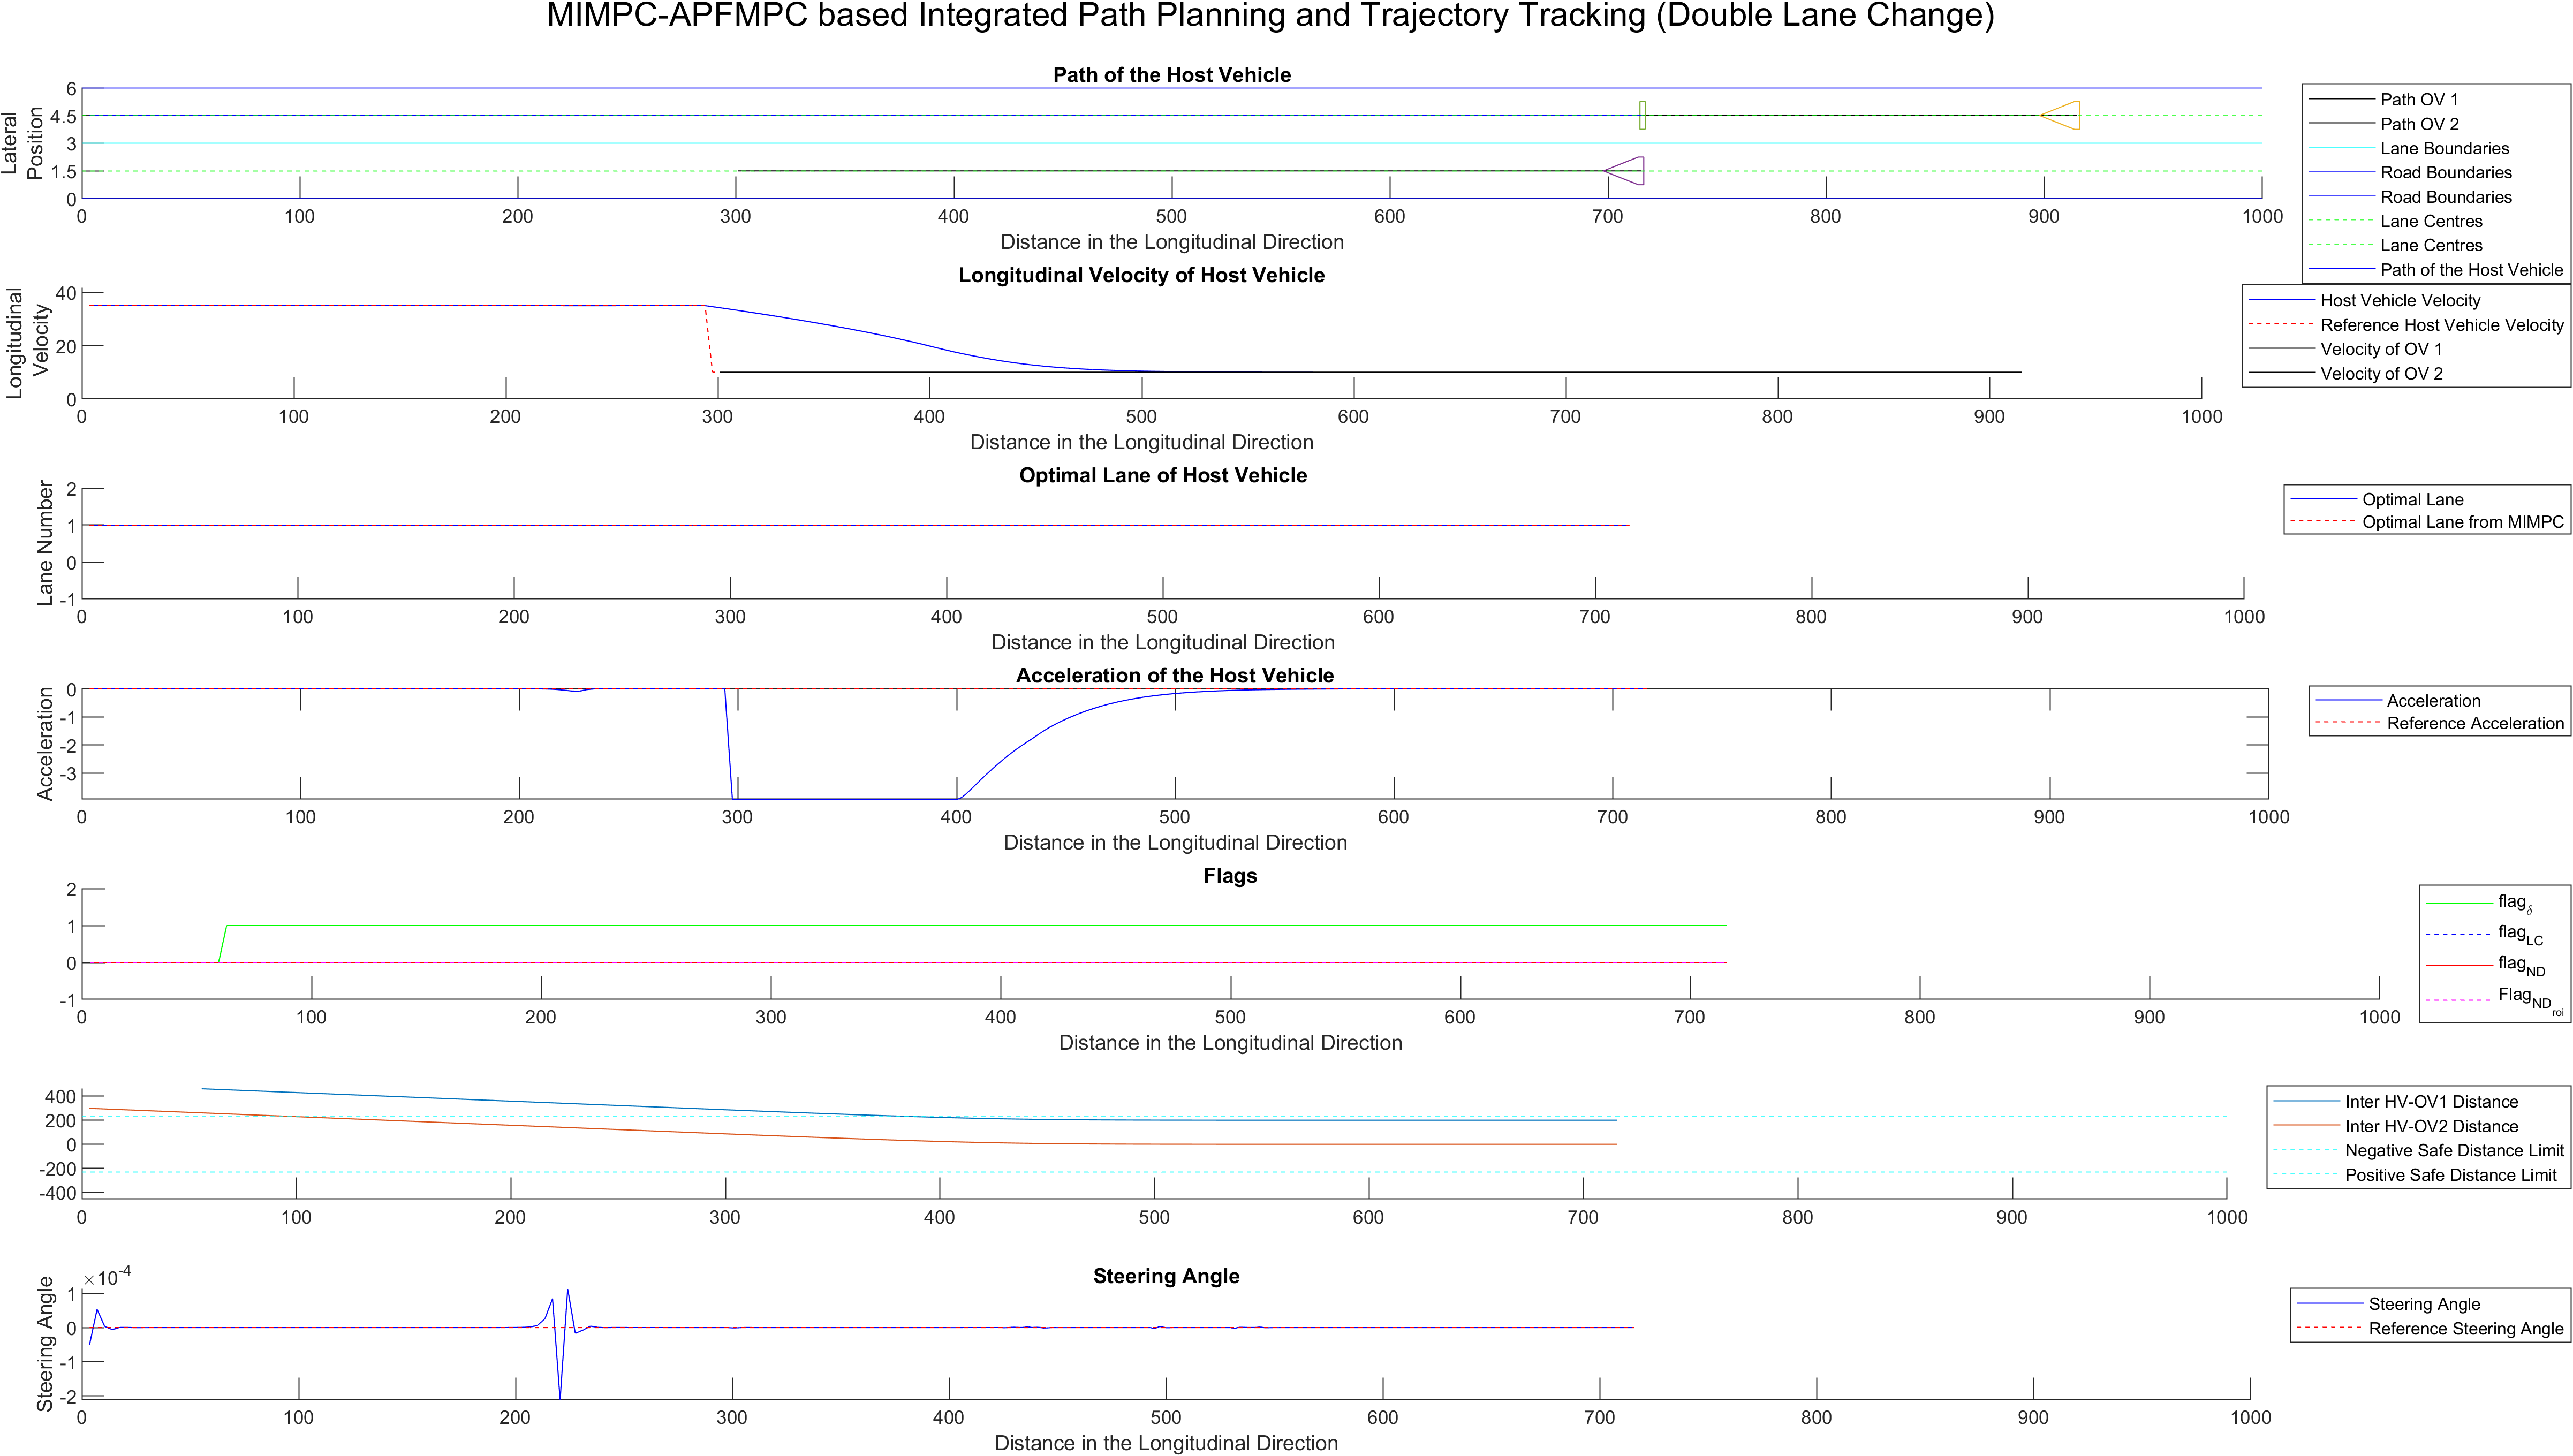 MIMPC-APFMPC based Integrated Path Planning and Trajectory Tracking (Double Lane Change)
Path of the Host Vehicle
Lateral
Position
6
4.5
3
1.5
0
0 100 200 300 400 500 600 700 800 900 1000
Distance in the Longitudinal Direction
Path OV 1
Path OV 2
Lane Boundaries
Road Boundaries
Road Boundaries
Lane Centres
Lane Centres
Path of the Host Vehicle
Longitudinal Velocity of Host Vehicle
Longitudinal
Velocity
40
20
0
0 100 200 300 400 500 600 700 800 900 1000
Distance in the Longitudinal Direction
Host Vehicle Velocity
Reference Host Vehicle Velocity
Velocity of OV 1
Velocity of OV 2
Optimal Lane of Host Vehicle
Lane Number
2
1
0
-1
0 100 200 300 400 500 600 700 800 900 1000
Distance in the Longitudinal Direction
Optimal Lane
Optimal Lane from MIMPC
Acceleration of the Host Vehicle
Acceleration
0
-1
-2
-3
0 100 200 300 400 500 600 700 800 900 1000
Distance in the Longitudinal Direction
Acceleration
Reference Acceleration
Flags
2
1
0
-1
0 100 200 300 400 500 600 700 800 900 1000
Distance in the Longitudinal Direction
flag δ
flag LC
flag ND
Flag ND roi
400
200
0
-200
-400
0 100 200 300 400 500 600 700 800 900 1000
Inter HV-OV1 Distance
Inter HV-OV2 Distance
Negative Safe Distance Limit
Positive Safe Distance Limit
Steering Angle
Steering Angle
×10-4
1
0
-1
-2
0 100 200 300 400 500 600 700 800 900 1000
Distance in the Longitudinal Direction
Steering Angle
Reference Steering Angle